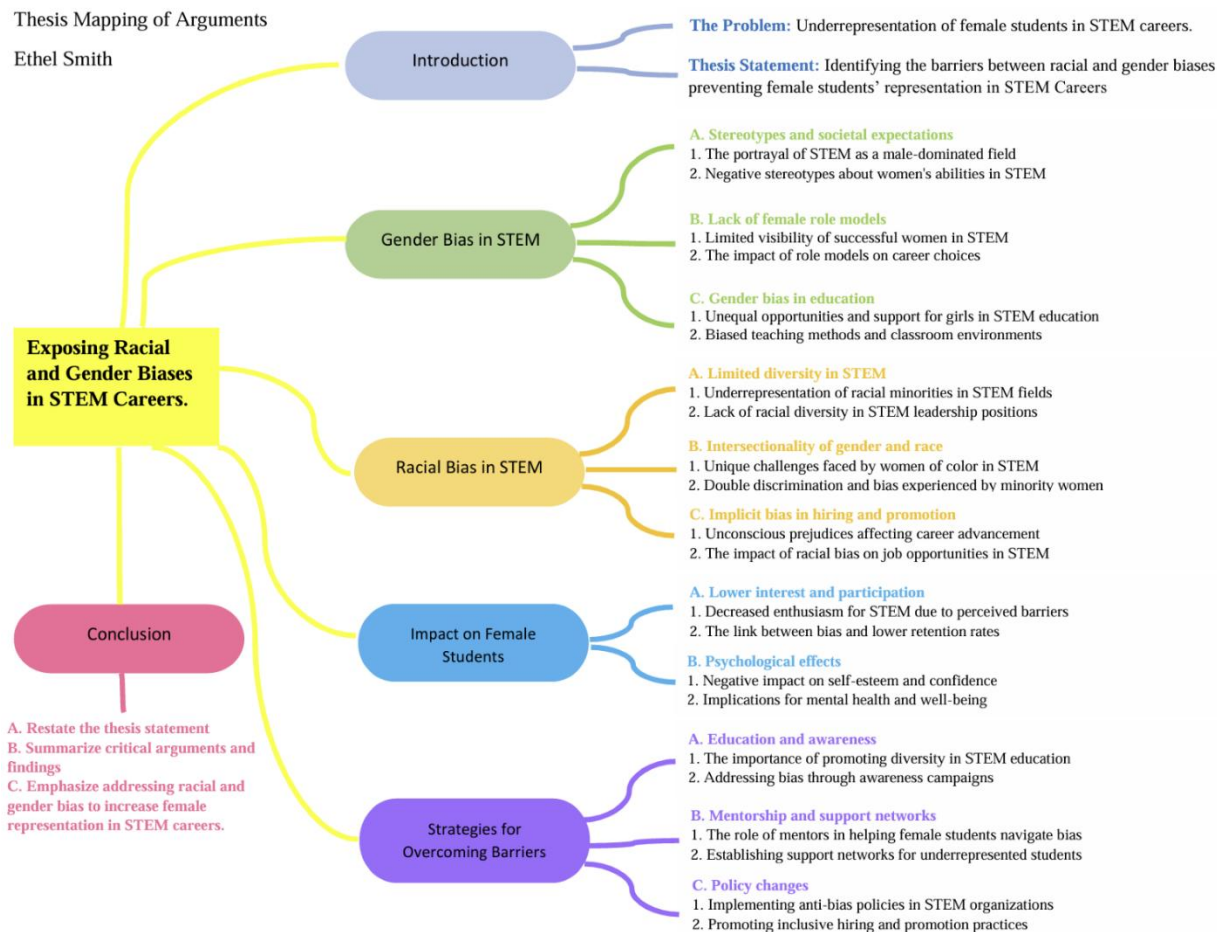 Thesis Mapping of Arguments
Ethel Smith
Exposing Racial
and Gender Biases
in STEM Careers.
Introduction
The Problem: Underrepresentation of female students in STEM careers.
Thesis Statement: Identifying the barriers between racial and gender biases
preventing female students’ representation in STEM Careers
Gender Bias in STEM
A. Stereotypes and societal expectations
1. The portrayal of STEM as a male-dominated field
2. Negative stereotypes about women's abilities in STEM
B. Lack of female role models
1. Limited visibility of successful women in STEM
2. The impact of role models on career choices
C. Gender bias in education
1. Unequal opportunities and support for girls in STEM education
2. Biased teaching methods and classroom environments
Racial Bias in STEM
A. Limited diversity in STEM
1. Underrepresentation of racial minorities in STEM fields
2. Lack of racial diversity in STEM leadership positions
B. Intersectionality of gender and race
1. Unique challenges faced by women of color in STEM
2. Double discrimination and bias experienced by minority women
C. Implicit bias in hiring and promotion
1. Unconscious prejudices affecting career advancement
2. The impact of racial bias on job opportunities in STEM
Impact on Female
Students
A. Lower interest and participation
1. Decreased enthusiasm for STEM due to perceived barriers
2. The link between bias and lower retention rates
B. Psychological effects
1. Negative impact on self-esteem and confidence
2. Implications for mental health and well-being
Strategies for
Overcoming Barriers
A. Education and awareness
1. The importance of promoting diversity in STEM education
2. Addressing bias through awareness campaigns
B. Mentorship and support networks
1. The role of mentors in helping female students navigate bias
2. Establishing support networks for underrepresented students
C. Policy changes
1. Implementing anti-bias policies in STEM organizations
2. Promoting inclusive hiring and promotion practices
Conclusion
A. Restate the thesis statement
B. Summarize critical arguments and
findings
C. Emphasize addressing racial and
gender bias to increase female
representation in STEM careers.